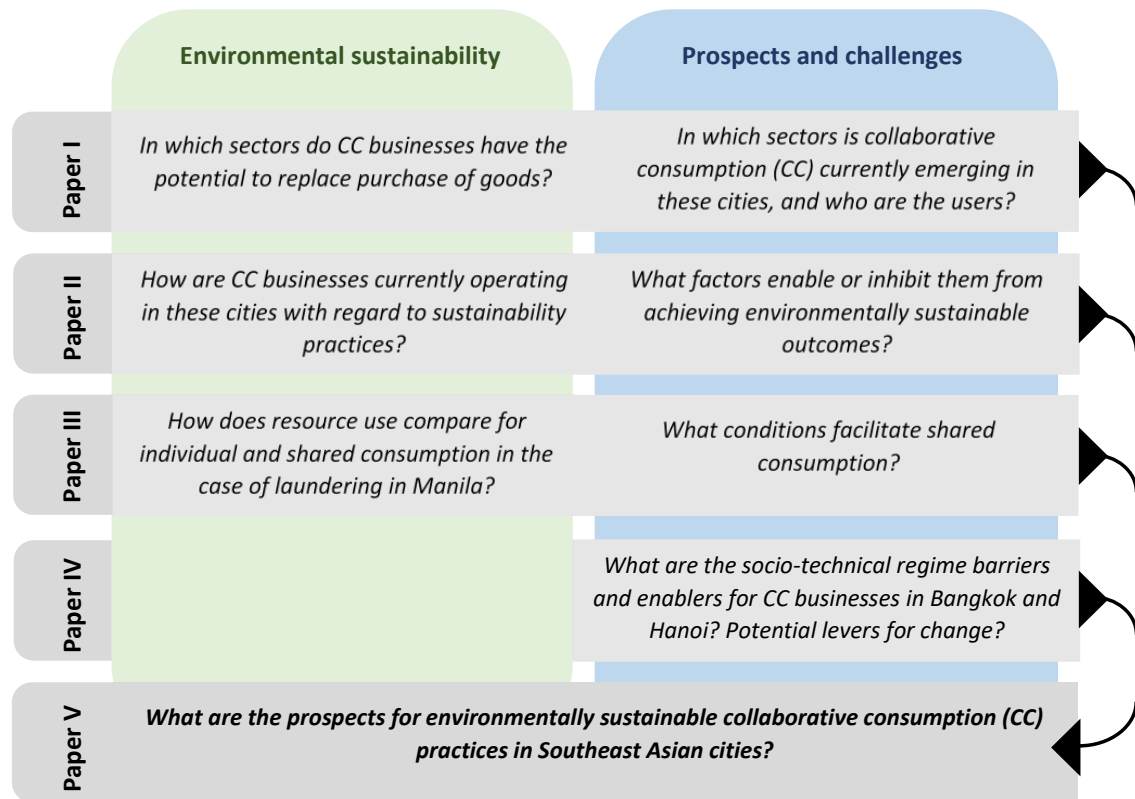 Environmental sustainability
Prospects and challenges
Paper I
In which sectors do CC businesses have the
potential to replace purchase of goods?
In which sectors is collaborative
consumption (CC) currently emerging in
these cities, and who are the users?
Paper II
How are CC businesses currently operating
in these cities with regard to sustainability
practices?
What factors enable or inhibit them from
achieving environmentally sustainable
outcomes?
Paper III
How does resource use compare for
individual and shared consumption in the
case of laundering in Manila?
What conditions facilitate shared
consumption?
Paper IV
What are the socio-technical regime barriers
and enablers for CC businesses in Bangkok and
Hanoi? Potential levers for change?
Paper V
What are the prospects for environmentally sustainable collaborative consumption (CC)
practices in Southeast Asian cities?